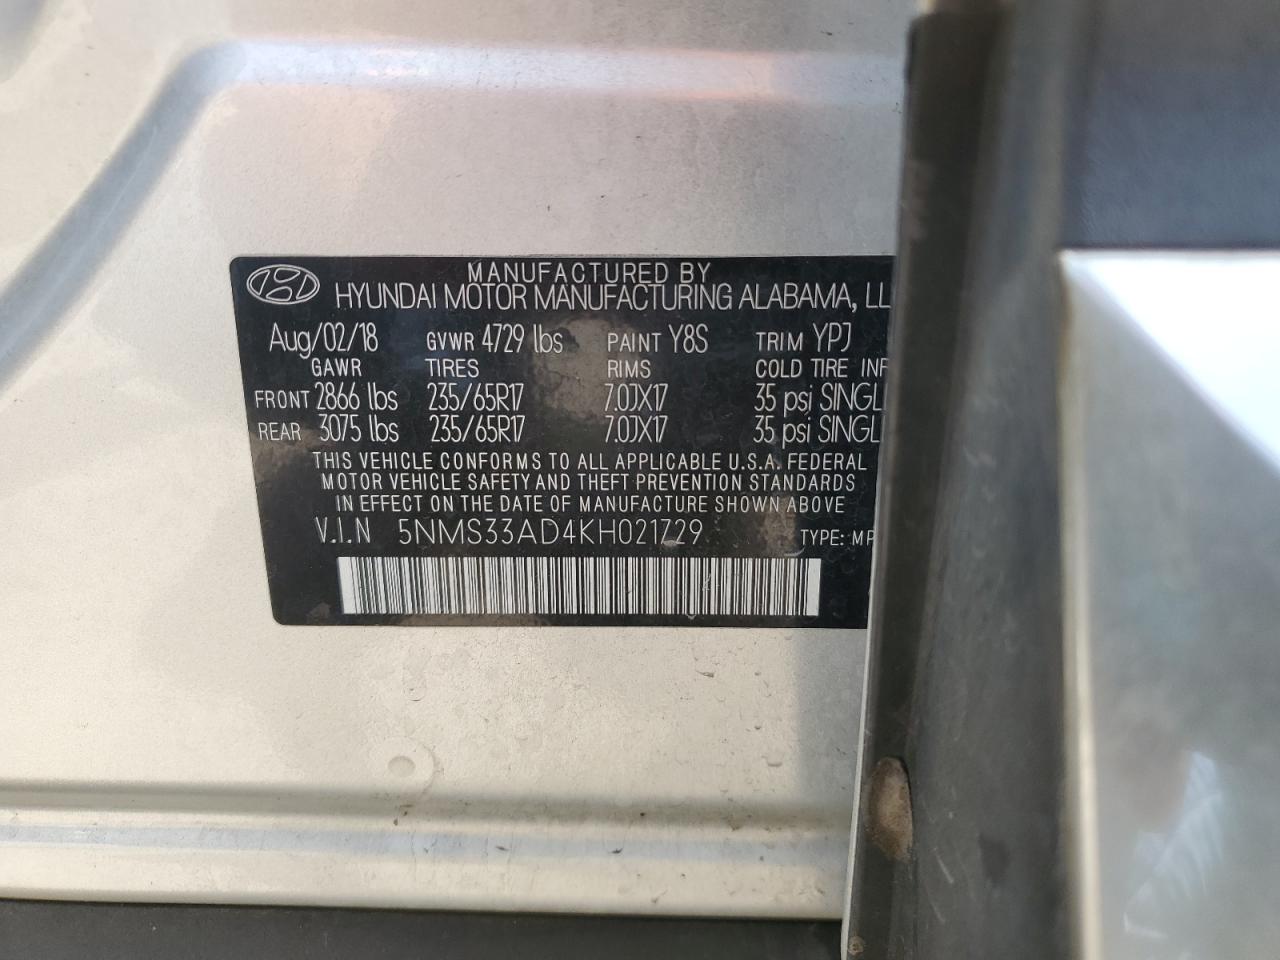 MANUFACTURED BY
HYUNDAI MOTOR MANUFACTURING ALABAMA, LL
Aug/02/18 GVWR 4729 lbs PAINT Y8S TRIM YPJ
GAWR TIRES RIMS COLD TIRE INF
FRONT 2866 lbs 235/65R17 7.0JX17 35 psi SINGL
REAR 3075 lbs 235/65R17 7.0JX17 35 psi SINGL
THIS VEHICLE CONFORMS TO ALL APPLICABLE U.S.A. FEDERAL
MOTOR VEHICLE SAFETY AND THEFT PREVENTION STANDARDS
IN EFFECT ON THE DATE OF MANUFACTURE SHOWN ABOVE
V.I.N 5NMS33AD4KH021729 TYPE: MP